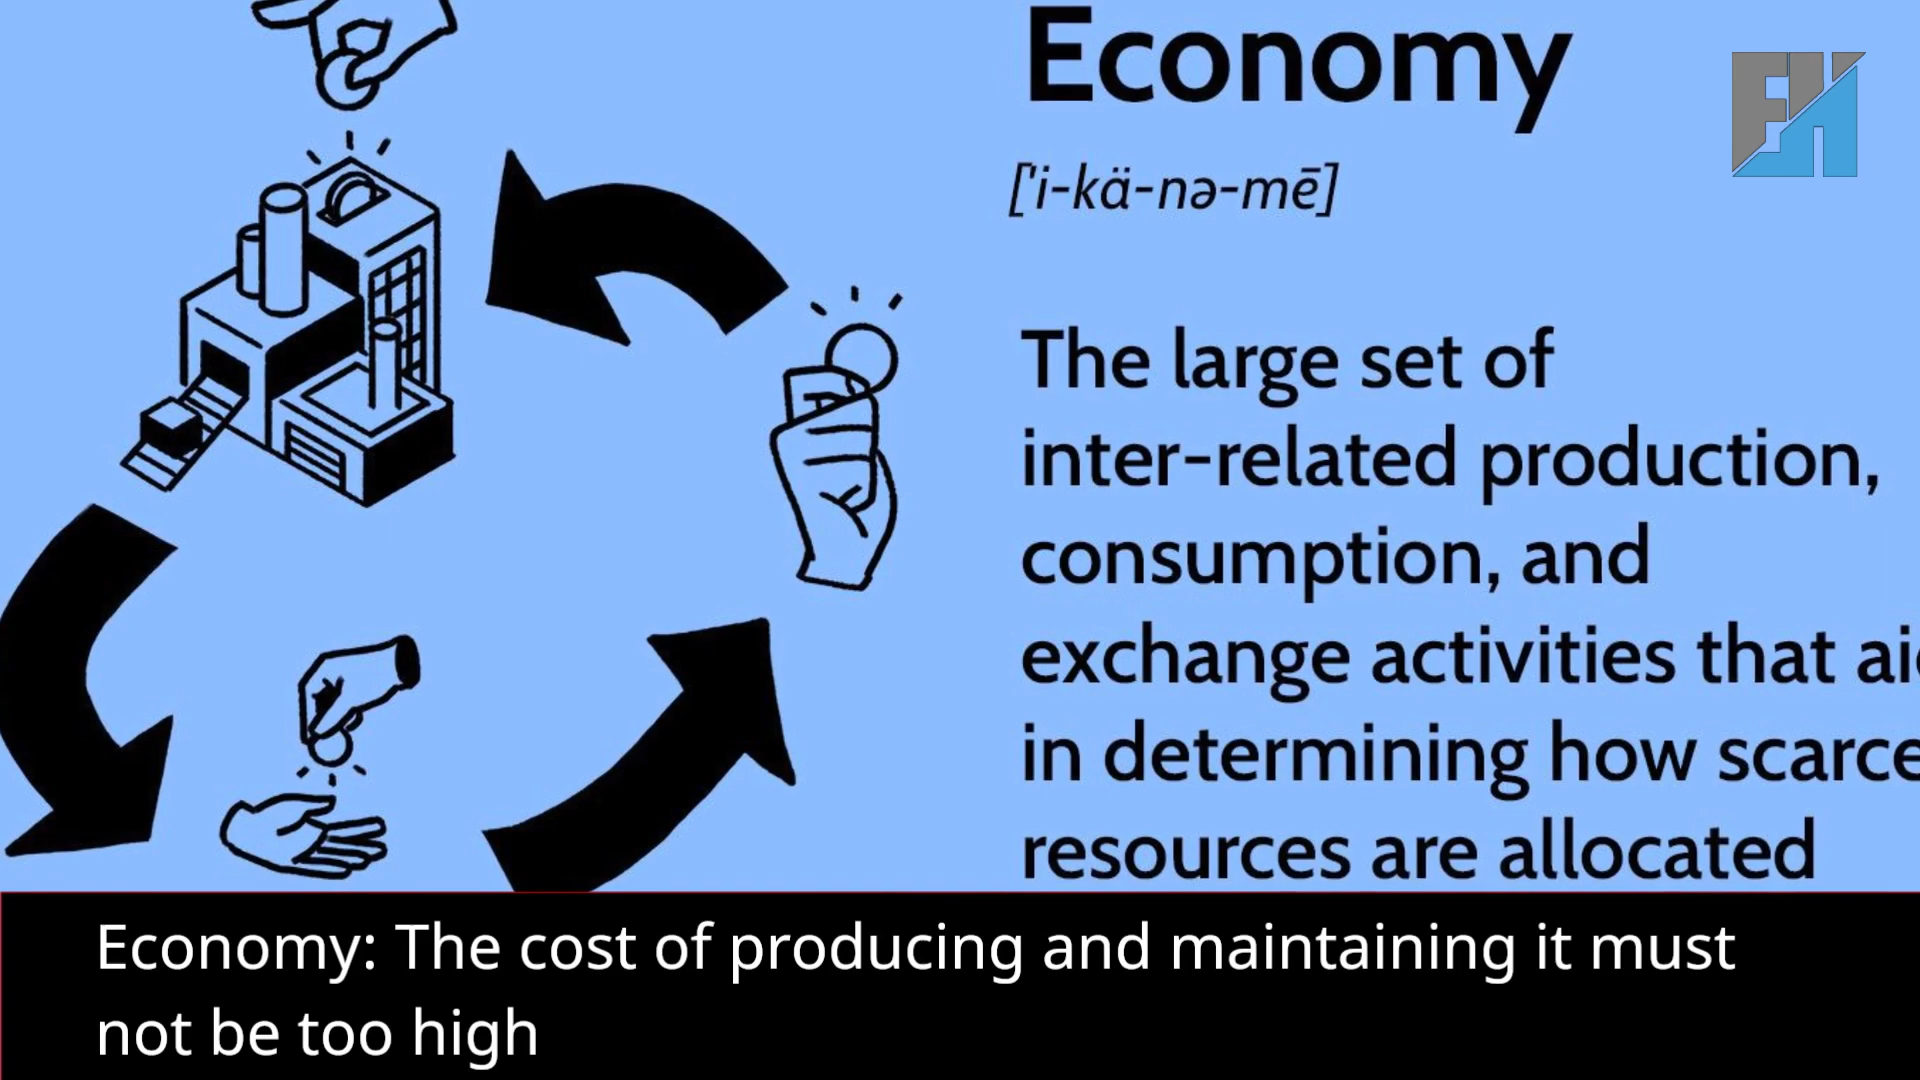 Economy
['i-kä-nə-mē]
The large set of
inter-related production,
consumption, and
exchange activities that
in determining how scarce
resources are allocated
Economy: The cost of producing and maintaining it must
not be too high